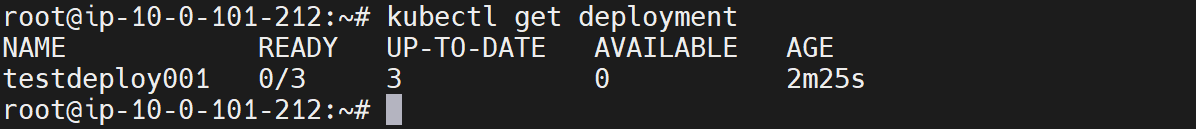 root@ip-10-0-101-212:~# kubectl get deployment
NAME            READY   UP-TO-DATE   AVAILABLE   AGE
testdeploy001   0/3     3            0           2m25s
root@ip-10-0-101-212:~#